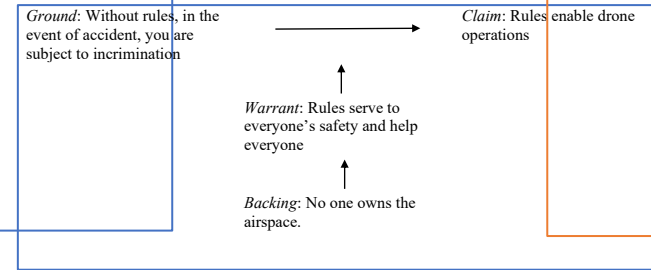 Ground: Without rules, in the
event of accident, you are
subject to incrimination
Claim: Rules enable drone
operations
Warrant: Rules serve to
everyone’s safety and help
everyone
Backing: No one owns the
airspace.